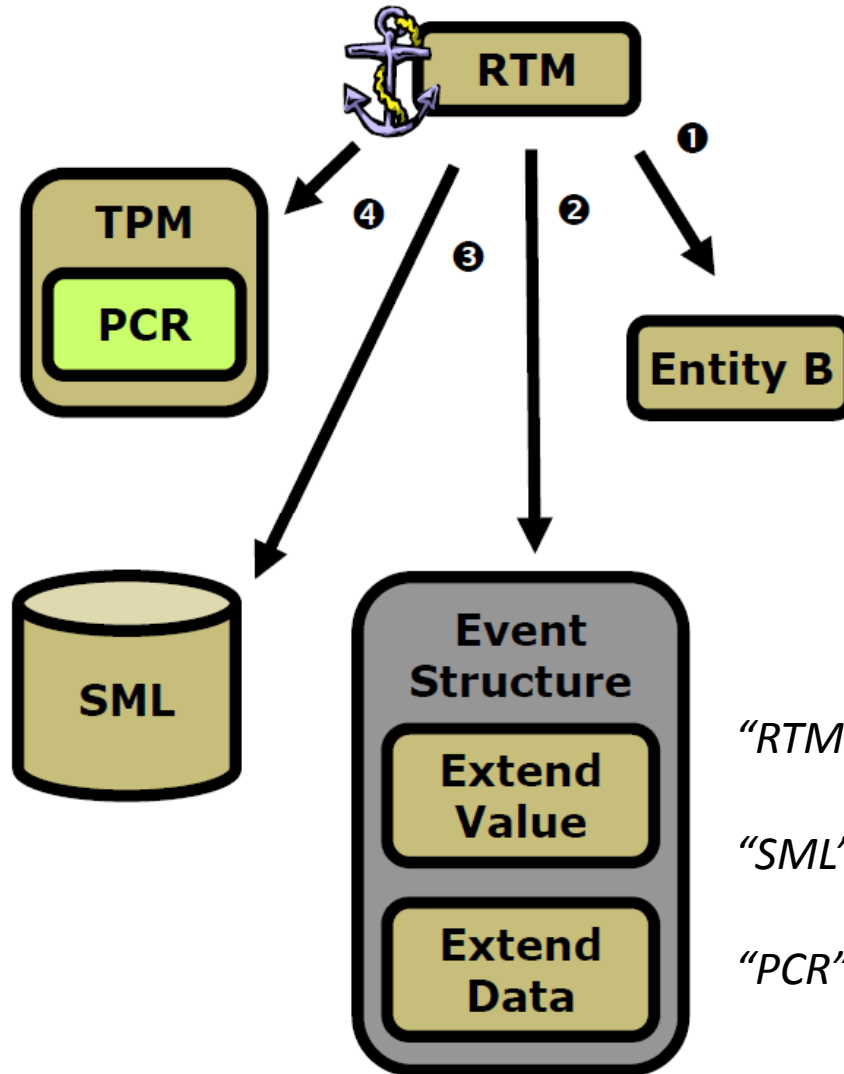 RTM
❶
TPM
❹
❷
❸
PCR
Entity B
Event
Structure
SML
Extend
Value
“RTM
“SML’
Extend
Data
“PCR’